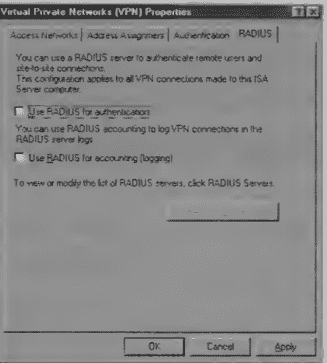 Virtual Private Networks (VPN) Properties
Access Networks | Address Assignment | Authentication | RADIUS
You can use a RADIUS server to authenticate remote users and
site-to-site connections.
This configuration applies to all VPN connections made to this ISA
Server computer.
Use RADIUS for authentication
You can use RADIUS accounting to log VPN connections in the
RADIUS server logs
Use RADIUS for accounting (logging)
To view or modify the list of RADIUS servers, click RADIUS Servers.
OK Cancel Apply